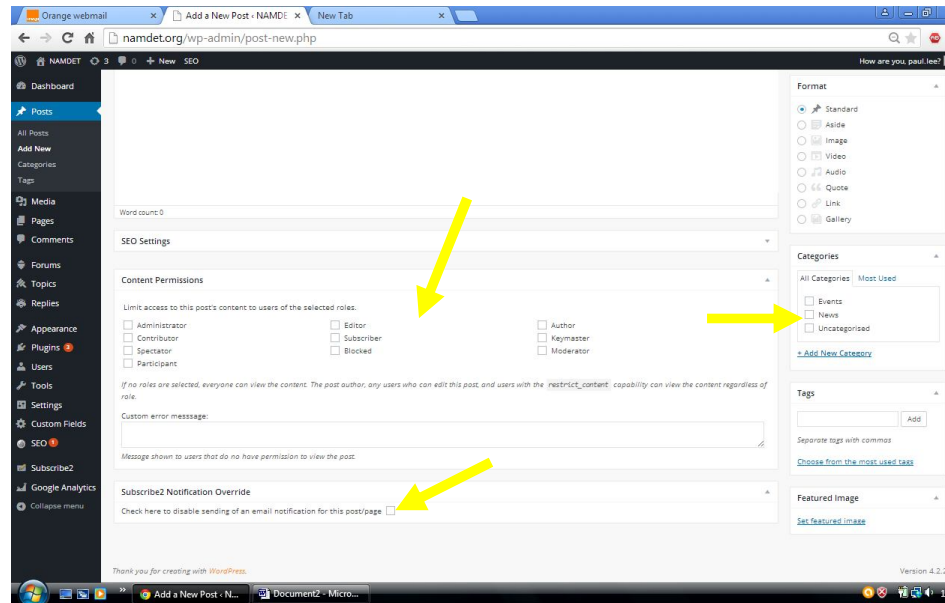 Orange webmail
Add a New Post ‹ NAMDE
New Tab
namdet.org/wp-admin/post-new.php
NAMDET 3 0 + New SEO
How are you, paul.lee?
Dashboard
Posts
All Posts
Add New
Categories
Tags
Media
Pages
Comments
Forums
Topics
Replies
Appearance
Plugins 3
Users
Tools
Settings
Custom Fields
SEO 1
Subscribe2
Google Analytics
Collapse menu
Word count: 0
SEO Settings
Content Permissions
Limit access to this post's content to users of the selected roles.
Administrator Editor Author
Contributor Subscriber Keymaster
Spectator Blocked Moderator
Participant
If no roles are selected, everyone can view the content. The post author, any users who can edit this post, and users with the restrict_content capability can view the content regardless of
role.
Custom error messsage:
Message shown to users that do no have permission to view the post.
Subscribe2 Notification Override
Check here to disable sending of an email notification for this post/page
Format
Standard
Aside
Image
Video
Audio
Quote
Link
Gallery
Categories
All Categories Most Used
Events
News
Uncategorised
+ Add New Category
Tags
Add
Separate tags with commas
Choose from the most used tags
Featured Image
Set featured image
Thank you for creating with WordPress.
Version 4.2.2
Add a New Post ‹ N...
Document2 - Micro...